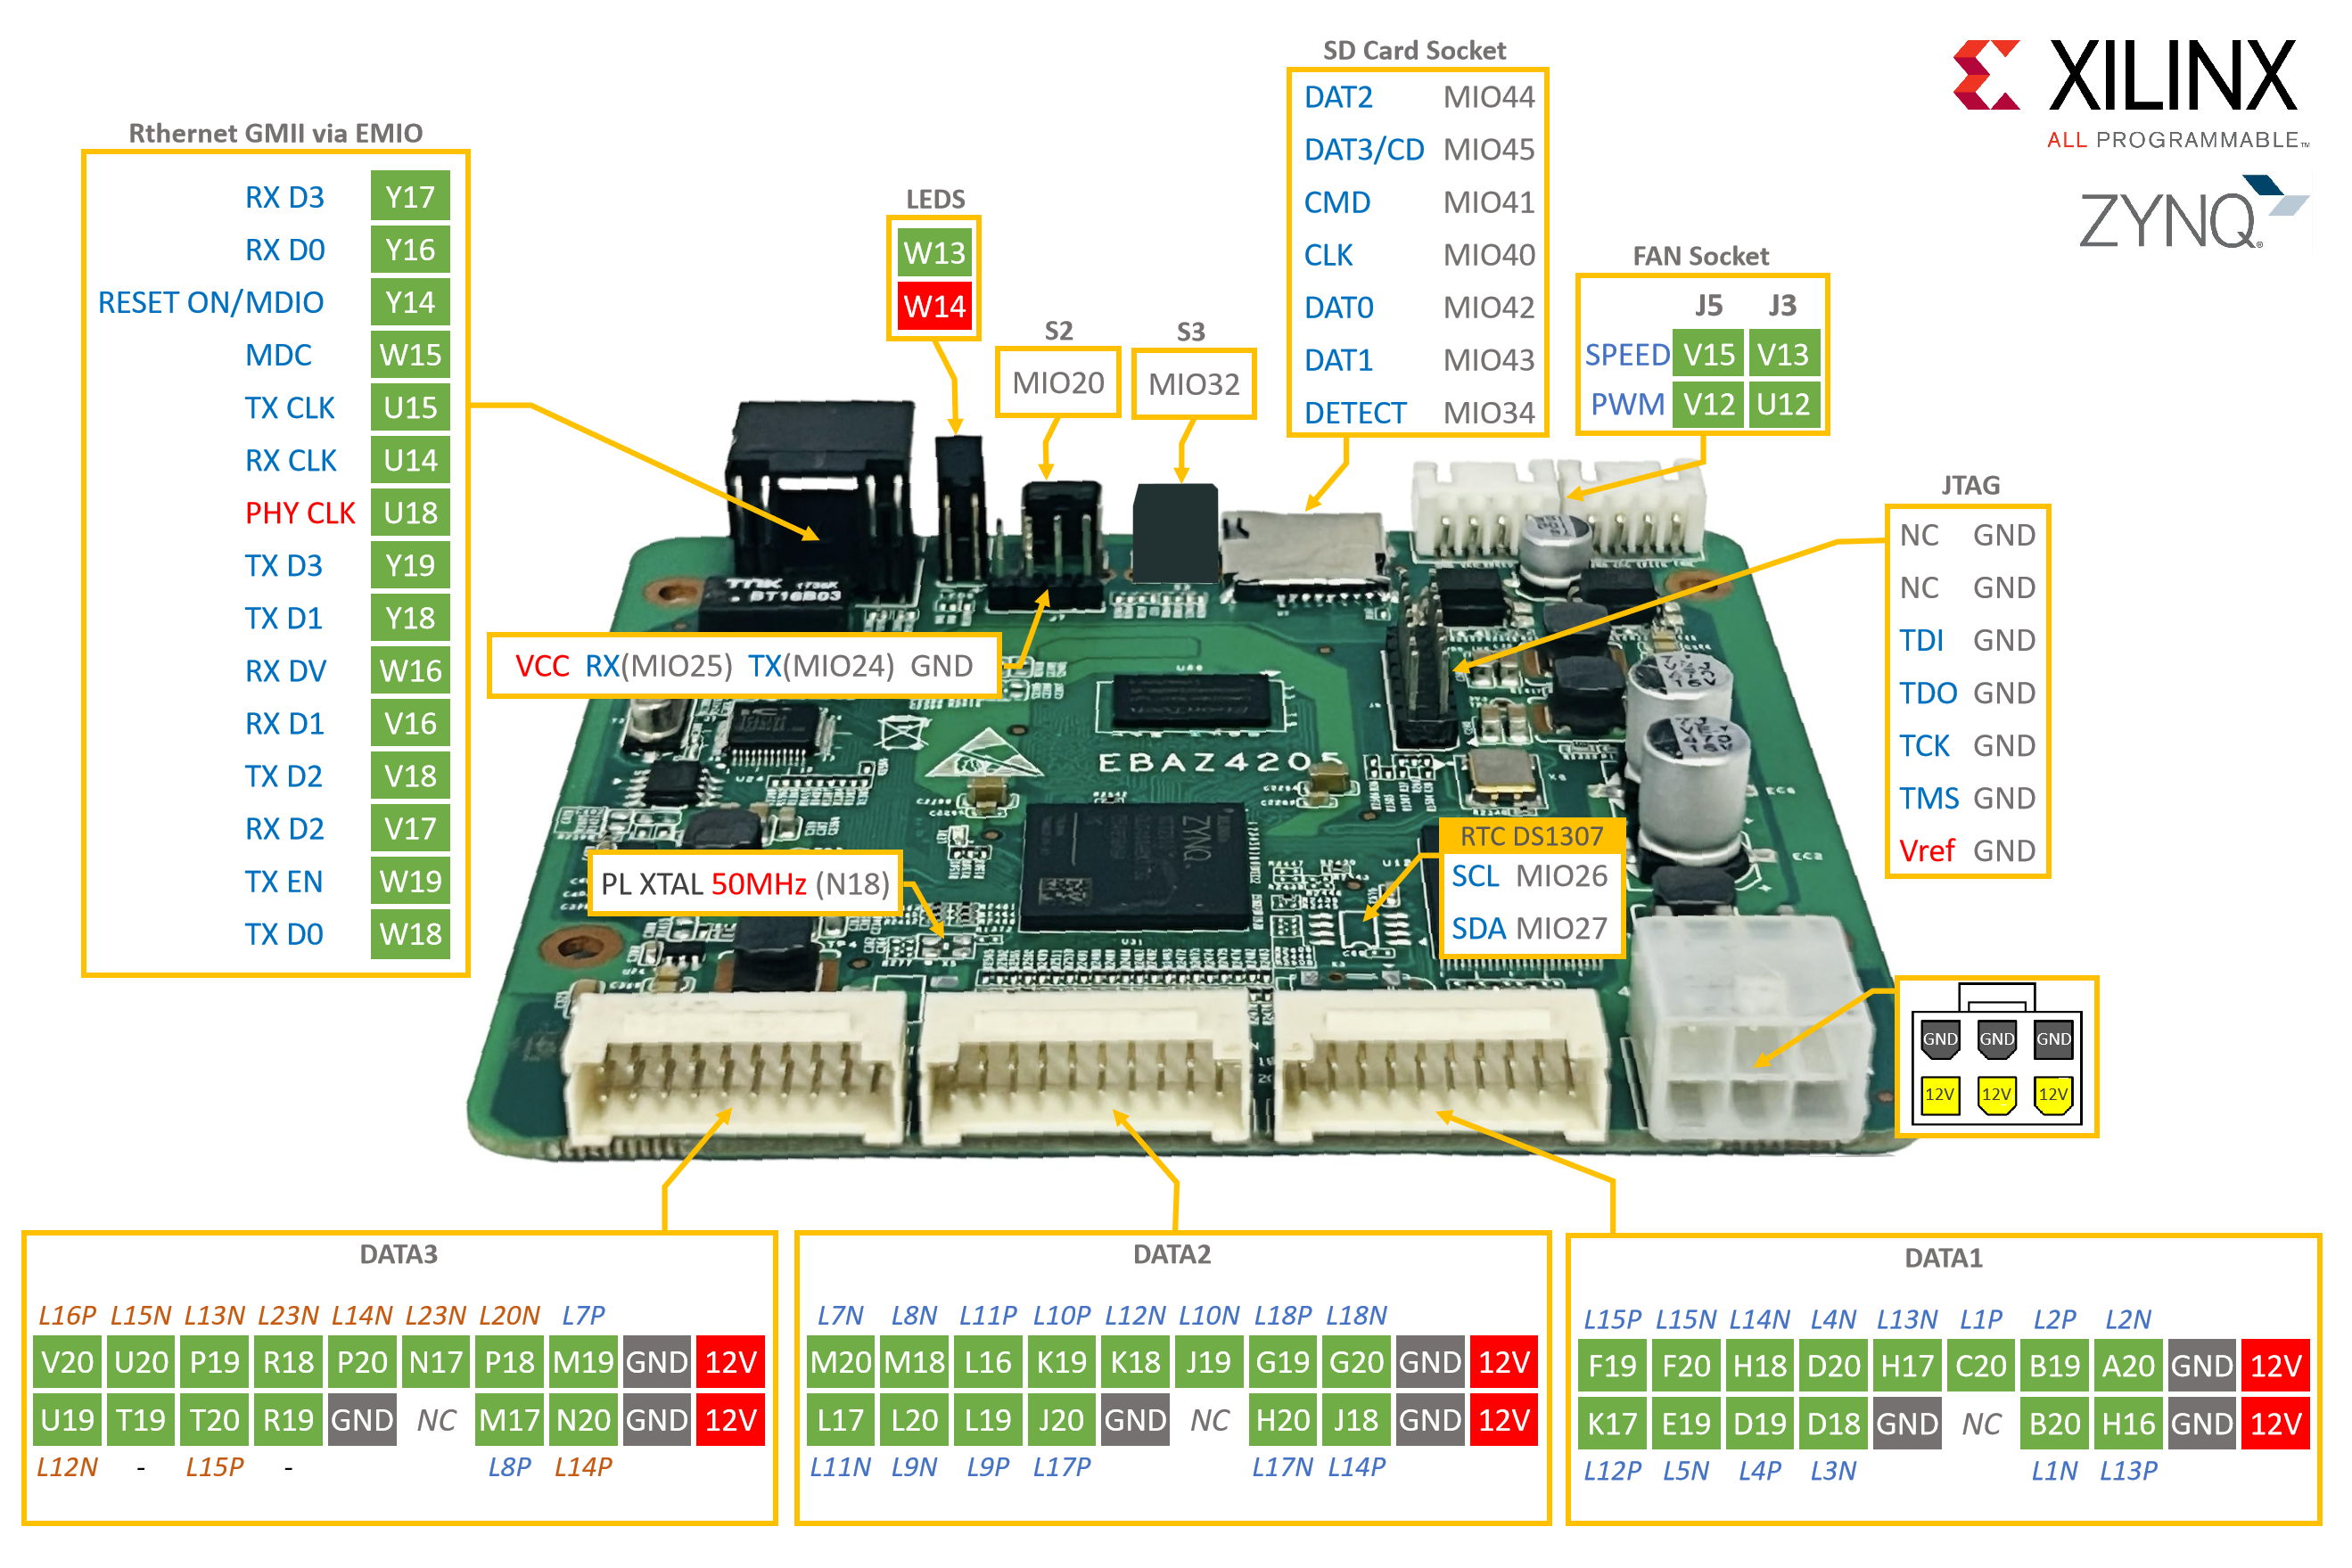 XILINX
ALL PROGRAMMABLE™
ZYNQ®
Rthernet GMII via EMIO
RX D3 Y17
RX D0 Y16
RESET ON/MDIO Y14
MDC W15
TX CLK U15
RX CLK U14
PHY CLK U18
TX D3 Y19
TX D1 Y18
RX DV W16
RX D1 V16
TX D2 V18
RX D2 V17
TX EN W19
TX D0 W18
LEDS
W13
W14
S2
MIO20
S3
MIO32
SD Card Socket
DAT2 MIO44
DAT3/CD MIO45
CMD MIO41
CLK MIO40
DAT0 MIO42
DAT1 MIO43
DETECT MIO34
FAN Socket
J5 J3
SPEED V15 V13
PWM V12 U12
JTAG
NC GND
NC GND
TDI GND
TDO GND
TCK GND
TMS GND
Vref GND
BT16B03
VCC RX(MIO25) TX(MIO24) GND
EBAZ4205
ZYNQ
PL XTAL 50MHz (N18)
RTC DS1307
SCL MIO26
SDA MIO27
GND GND GND
12V 12V 12V
DATA3
L16P L15N L13N L23N L14N L23N L20N L7P
V20 U20 P19 R18 P20 N17 P18 M19 GND 12V
U19 T19 T20 R19 GND NC M17 N20 GND 12V
L12N - L15P - L8P L14P
DATA2
L7N L8N L11P L10P L12N L10N L18P L18N
M20 M18 L16 K19 K18 J19 G19 G20 GND 12V
L17 L20 L19 J20 GND NC H20 J18 GND 12V
L11N L9N L9P L17P L17N L14P
DATA1
L15P L15N L14N L4N L13N L1P L2P L2N
F19 F20 H18 D20 H17 C20 B19 A20 GND 12V
K17 E19 D19 D18 GND NC B20 H16 GND 12V
L12P L5N L4P L3N L1N L13P